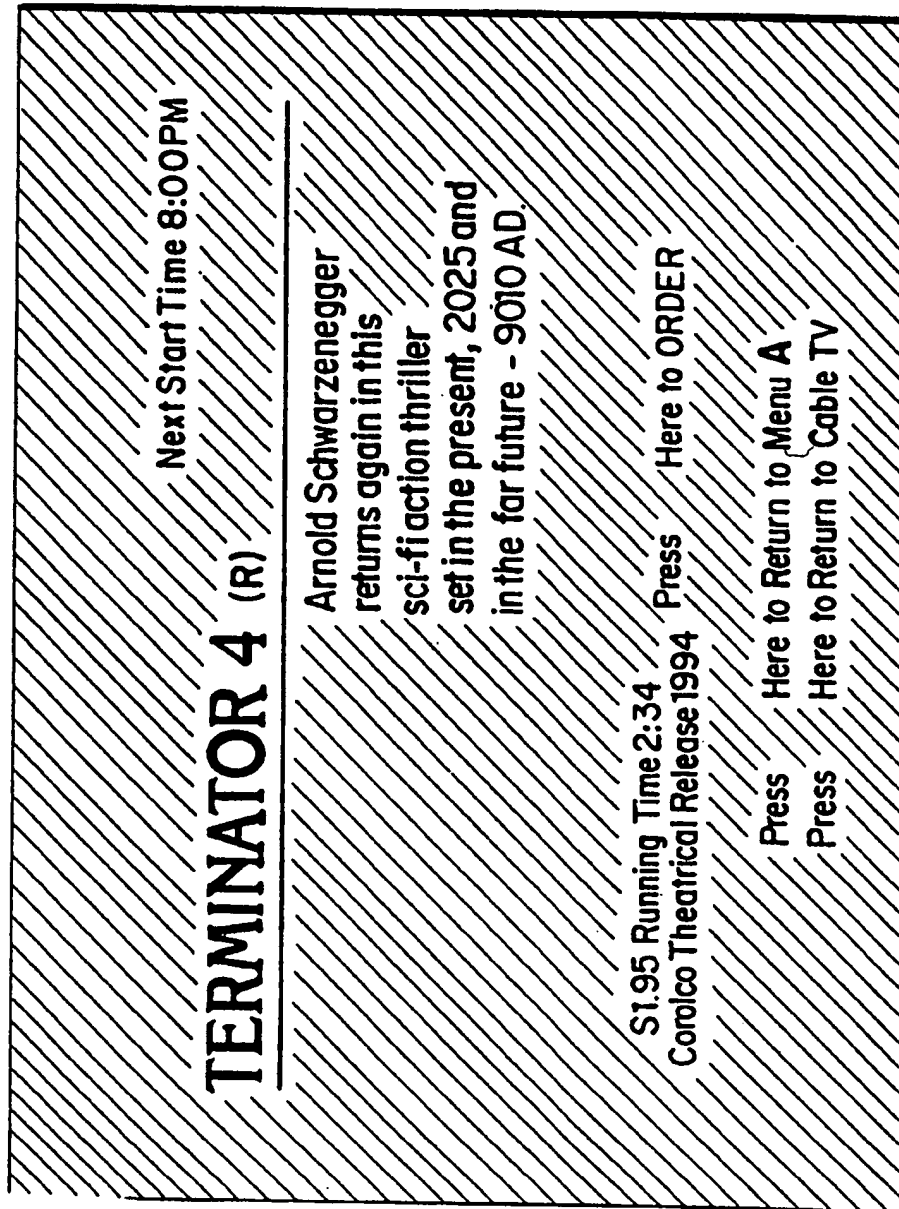 Next Start Time 8:00PM
TERMINATOR 4 (R)
Arnold Schwarzenegger
returns again in this
sci-fi action thriller
set in the present, 2025 and
in the far future - 9010 AD.
S1.95 Running Time 2:34 Press Here to ORDER
Corolco Theatrical Release 1994
Press Here to Return to Menu A
Press Here to Return to Cable TV